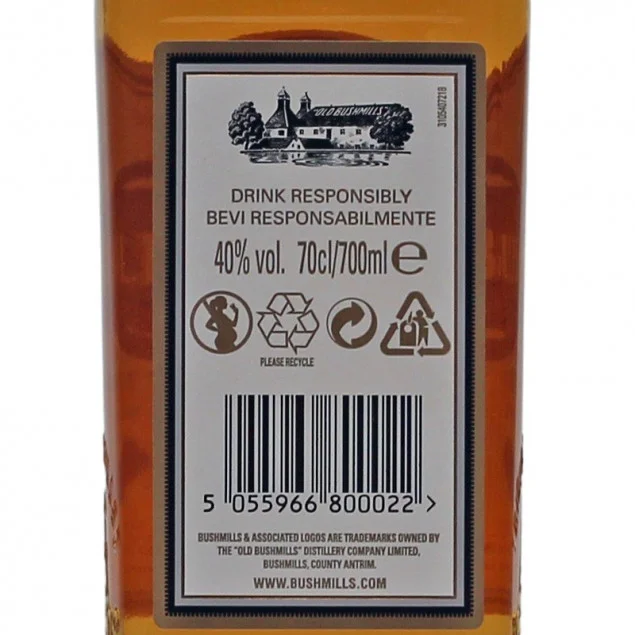 "OLD BUSHMILLS"
3105407218
DRINK RESPONSIBLY
BEVI RESPONSABILMENTE
40% vol. 70cl/700ml e
PLEASE RECYCLE
5 055966 800022 >
BUSHMILLS & ASSOCIATED LOGOS ARE TRADEMARKS OWNED BY
THE "OLD BUSHMILLS" DISTILLERY COMPANY LIMITED,
BUSHMILLS, COUNTY ANTRIM.
WWW.BUSHMILLS.COM